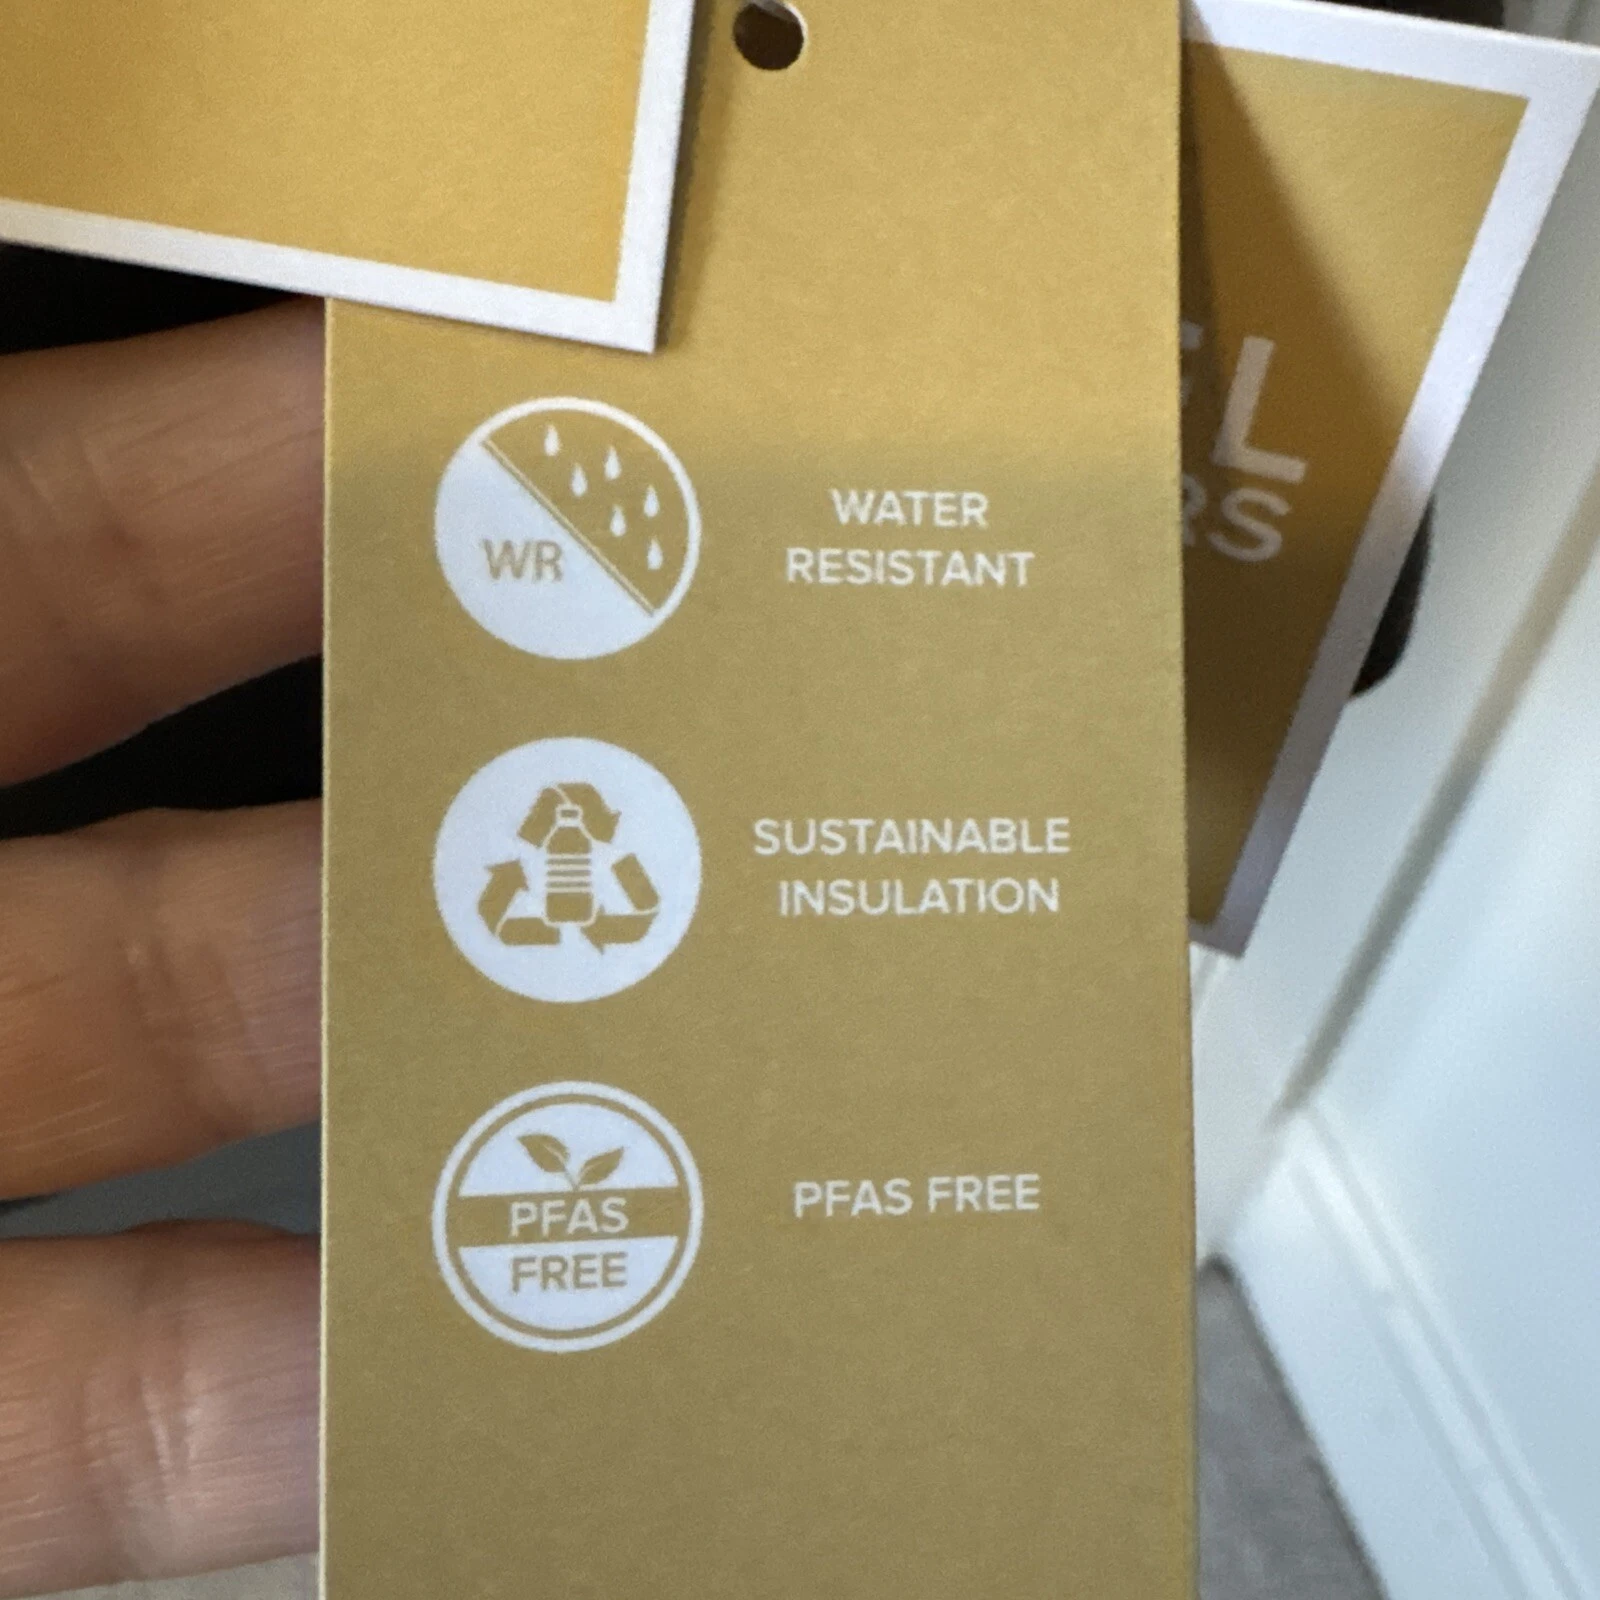 WR
WATER
RESISTANT
SUSTAINABLE
INSULATION
PFAS
FREE
PFAS FREE